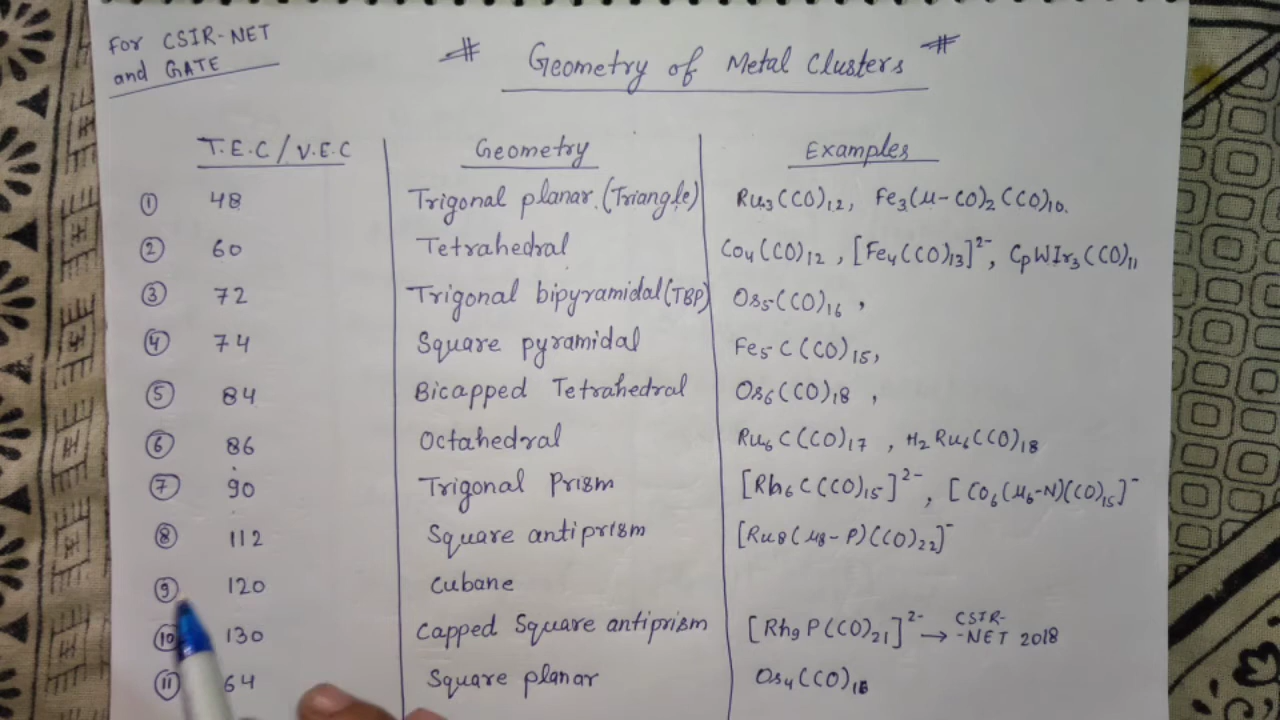 For CSIR-NET
and GATE
# Geometry of Metal Clusters #
T.E.C / V.E.C Geometry Examples
① 48 Trigonal planar (Triangle) Ru₃(CO)₁₂, Fe₃(μ-CO)₂(CO)₁₀.
② 60 Tetrahedral Co₄(CO)₁₂, [Fe₄(CO)₁₃]²⁻, CpWIr₃(CO)₁₁
③ 72 Trigonal bipyramidal (TBP) Os₅(CO)₁₆,
④ 74 Square pyramidal Fe₅C(CO)₁₅,
⑤ 84 Bicapped Tetrahedral Os₆(CO)₁₈,
⑥ 86 Octahedral Ru₆C(CO)₁₇, H₂Ru₆(CO)₁₈
⑦ 90 Trigonal Prism [Rh₆C(CO)₁₅]²⁻, [Co₆(μ₆-N)(CO)₁₅]⁻
⑧ 112 Square antiprism [Ru₈(μ₈-P)(CO)₂₂]⁻
⑨ 120 Cubane
⑩ 130 Capped Square antiprism [Rh₉P(CO)₂₁]²⁻ → CSIR-
-NET 2018
⑪ 64 Square planar Os₄(CO)₁₆